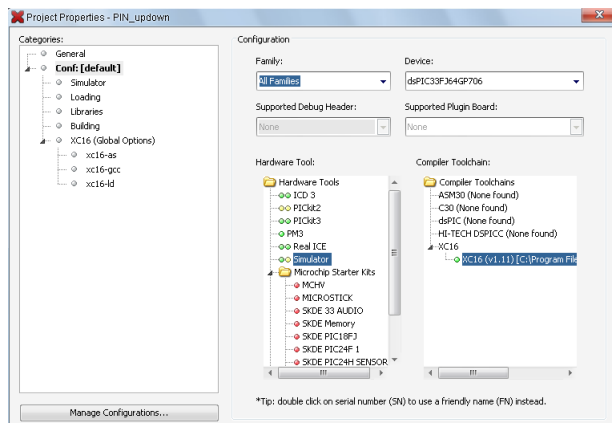 Project Properties - PIN_updown
Categories:
General
Conf: [default]
Simulator
Loading
Libraries
Building
XC16 (Global Options)
xc16-as
xc16-gcc
xc16-ld
Manage Configurations...
Configuration
Family:
All Families
Device:
dsPIC33FJ64GP706
Supported Debug Header:
None
Supported Plugin Board:
None
Hardware Tool:
Hardware Tools
ICD 3
PICkit2
PICkit3
PM3
Real ICE
Simulator
Microchip Starter Kits
MCHV
MICROSTICK
SKDE 33 AUDIO
SKDE Memory
SKDE PIC18FJ
SKDE PIC24F 1
SKDE PIC24H SENSOR
Compiler Toolchain:
Compiler Toolchains
ASM30 (None found)
C30 (None found)
dsPIC (None found)
HI-TECH DSPICC (None found)
XC16
XC16 (v1.11) [C:\Program File
*Tip: double click on serial number (SN) to use a friendly name (FN) instead.